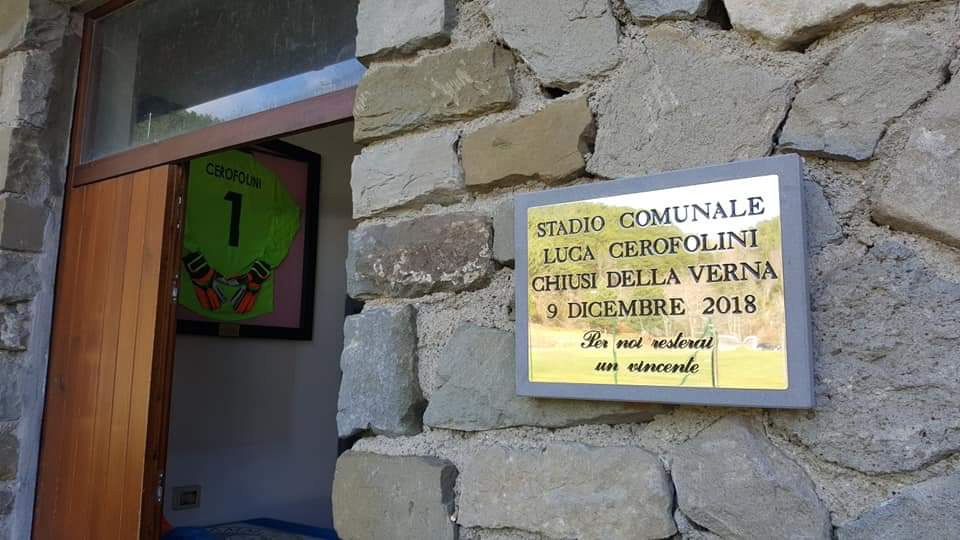 CEROFOLINI
1
STADIO COMUNALE
LUCA CEROFOLINI
CHIUSI DELLA VERNA
9 DICEMBRE 2018
Per noi resterai
un vincente